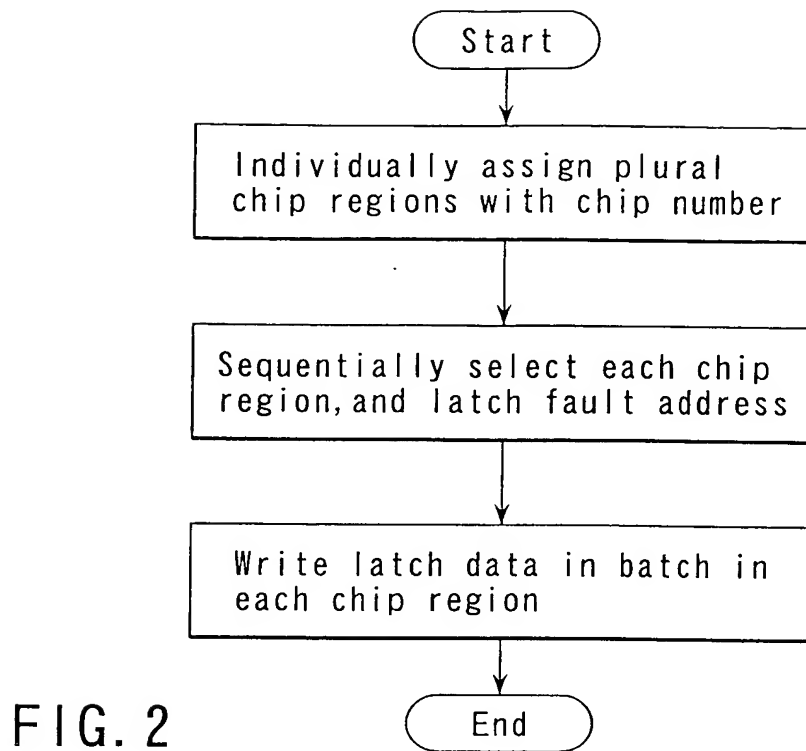 Start
Individually assign plural
chip regions with chip number
Sequentially select each chip
region, and latch fault address
Write latch data in batch in
each chip region
End
FIG. 2